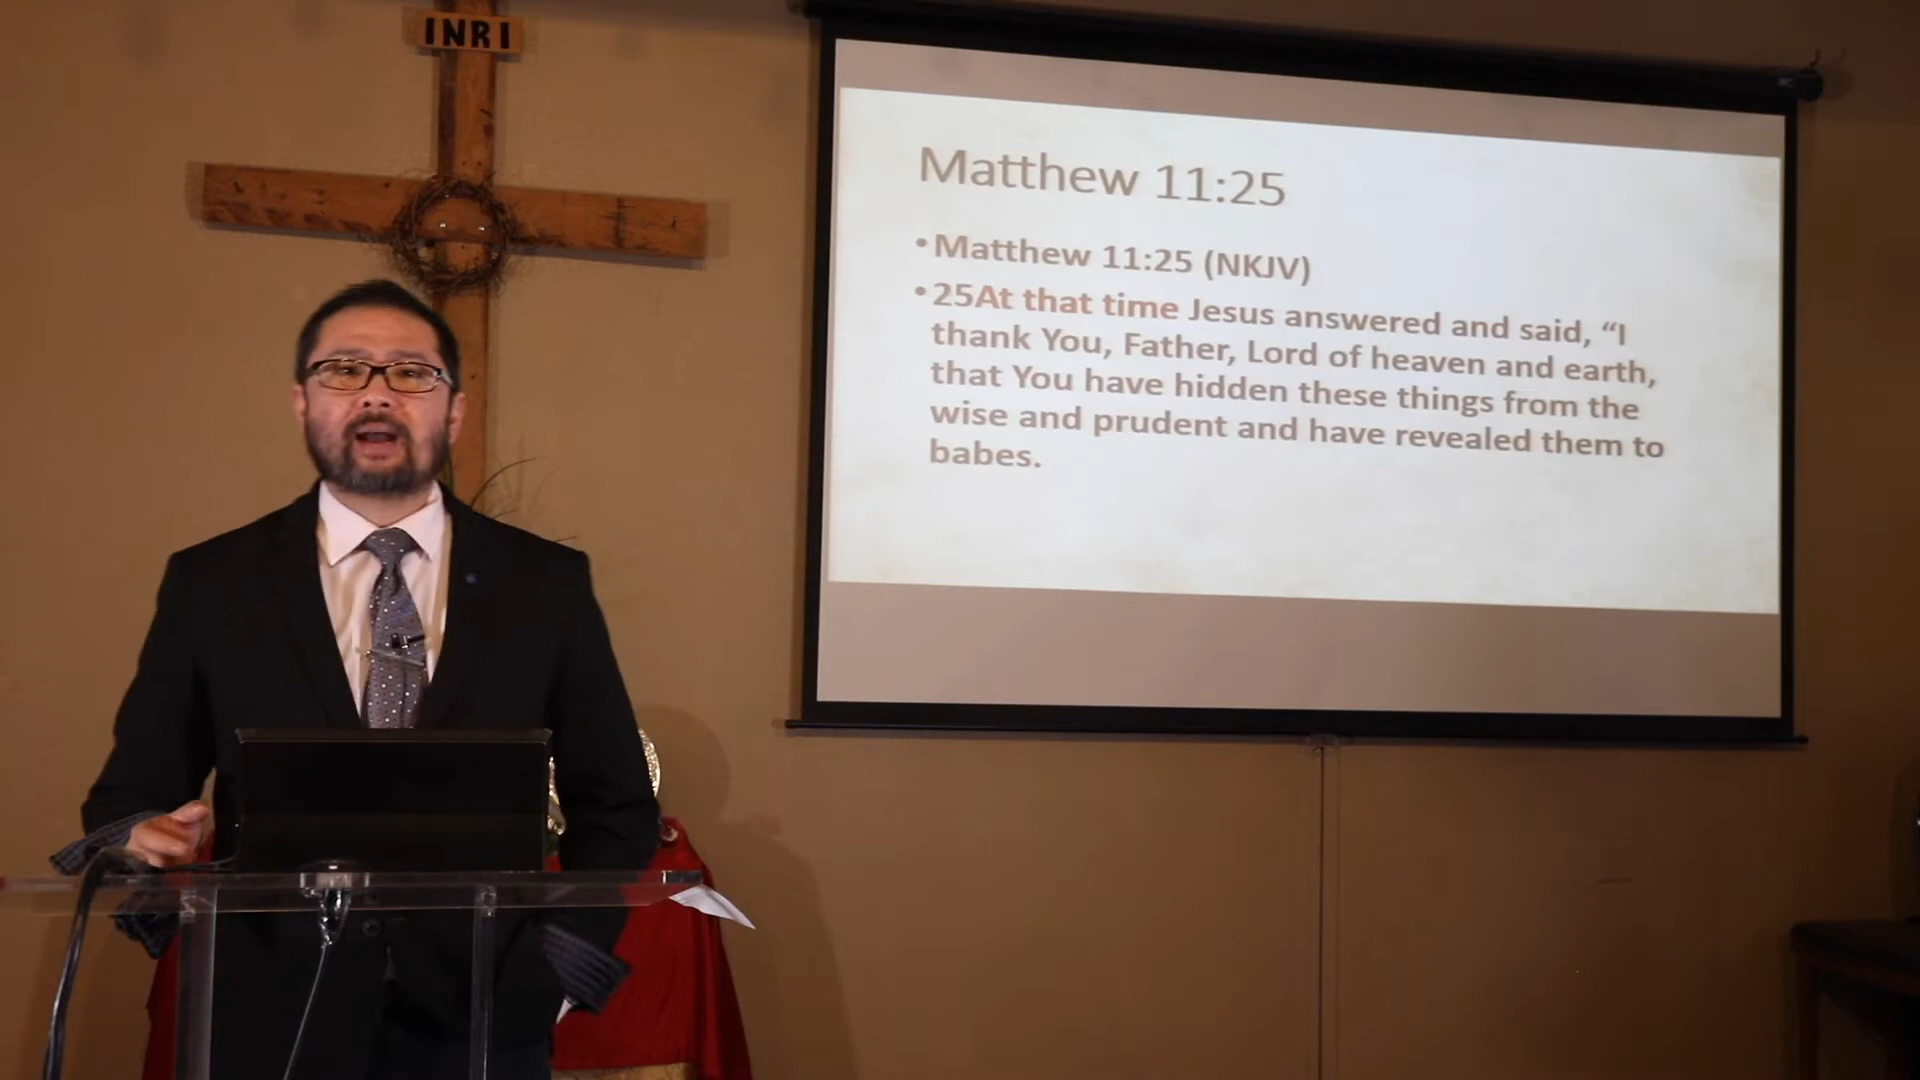 INRI
Matthew 11:25
•Matthew 11:25 (NKJV)
•25At that time Jesus answered and said, “I
thank You, Father, Lord of heaven and earth,
that You have hidden these things from the
wise and prudent and have revealed them to
babes.